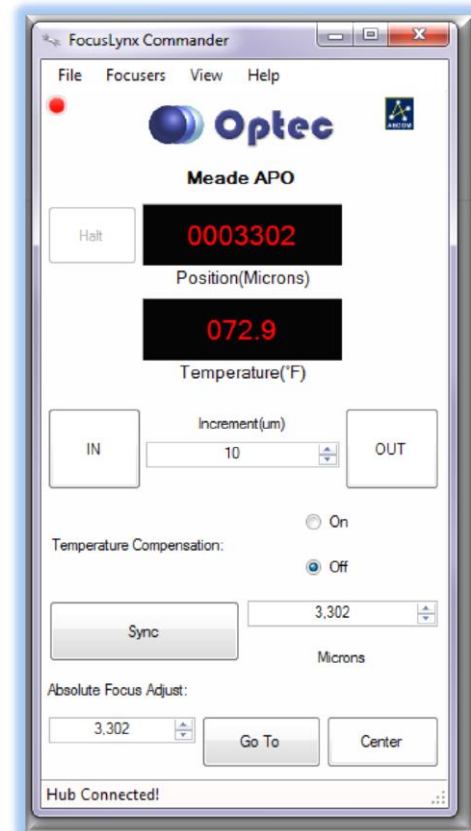 FocusLynx Commander
File Focusers View Help
Optec
ASCOM
Meade APO
Halt
0003302
Position(Microns)
072.9
Temperature(°F)
Increment(um)
IN
10
OUT
On
Temperature Compensation:
Off
3,302
Sync
Microns
Absolute Focus Adjust:
3,302
Go To
Center
Hub Connected!